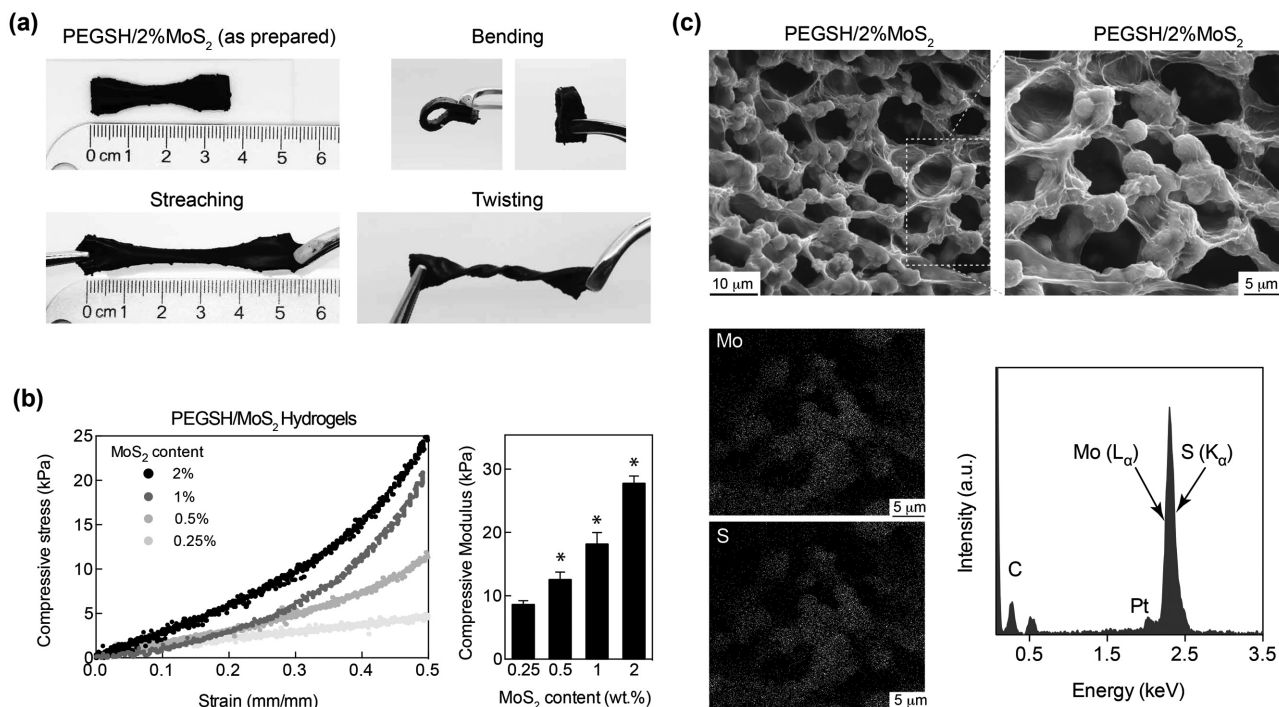 (a)
PEGSH/2%MoS₂ (as prepared)
Bending
0 cm 1 2 3 4 5 6
Streaching
Twisting
0 cm 1 2 3 4 5 6
(b)
PEGSH/MoS₂ Hydrogels
Compressive stress (kPa)
25
20
15
10
5
0
MoS₂ content
2%
1%
0.5%
0.25%
0.0 0.1 0.2 0.3 0.4 0.5
Strain (mm/mm)
Compressive Modulus (kPa)
30
20
10
0
* * *
0.25 0.5 1 2
MoS₂ content (wt.%)
(c)
PEGSH/2%MoS₂
PEGSH/2%MoS₂
10 μm
5 μm
Mo
5 μm
S
5 μm
Intensity (a.u.)
Mo (Lα)
S (Kα)
C
Pt
0.5 1.5 2.5 3.5
Energy (keV)